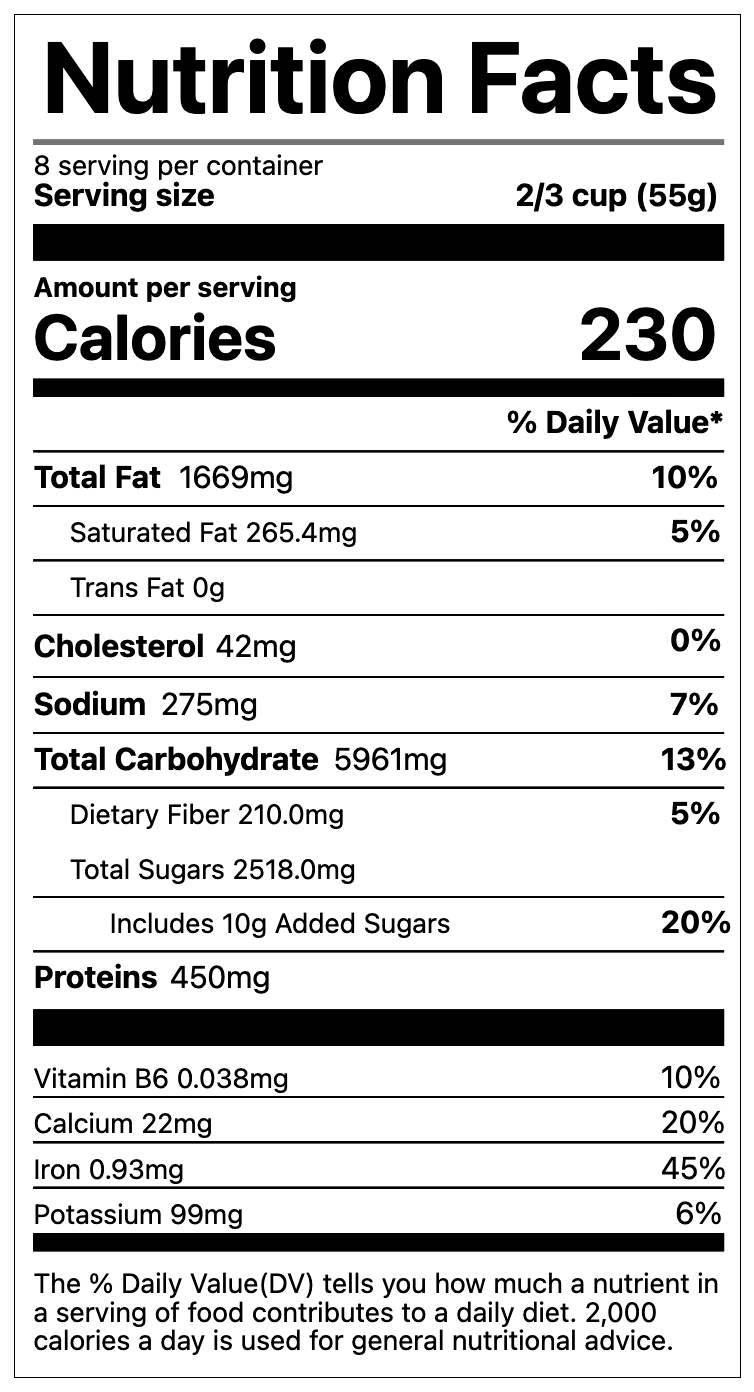 Nutrition Facts
8 serving per container
Serving size 2/3 cup (55g)
Amount per serving
Calories 230
% Daily Value*
Total Fat 1669mg 10%
Saturated Fat 265.4mg 5%
Trans Fat 0g
Cholesterol 42mg 0%
Sodium 275mg 7%
Total Carbohydrate 5961mg 13%
Dietary Fiber 210.0mg 5%
Total Sugars 2518.0mg
Includes 10g Added Sugars 20%
Proteins 450mg
Vitamin B6 0.038mg 10%
Calcium 22mg 20%
Iron 0.93mg 45%
Potassium 99mg 6%
The % Daily Value(DV) tells you how much a nutrient in
a serving of food contributes to a daily diet. 2,000
calories a day is used for general nutritional advice.